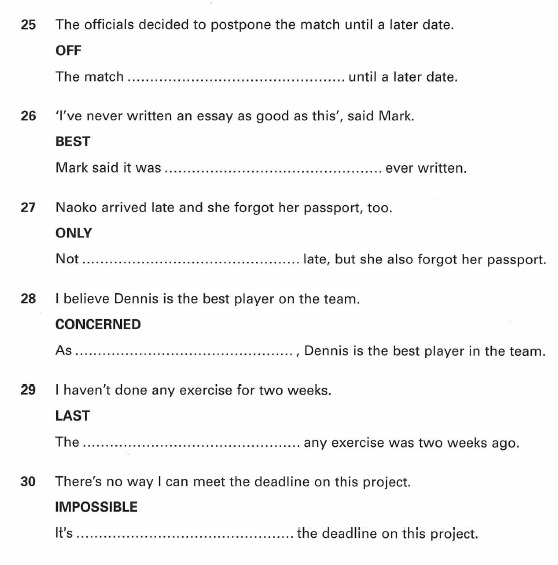 25 The officials decided to postpone the match until a later date.
OFF
The match ................................................ until a later date.
26 'I've never written an essay as good as this', said Mark.
BEST
Mark said it was ................................................ ever written.
27 Naoko arrived late and she forgot her passport, too.
ONLY
Not ................................................ late, but she also forgot her passport.
28 I believe Dennis is the best player on the team.
CONCERNED
As ................................................ , Dennis is the best player in the team.
29 I haven't done any exercise for two weeks.
LAST
The ................................................ any exercise was two weeks ago.
30 There's no way I can meet the deadline on this project.
IMPOSSIBLE
It's ................................................ the deadline on this project.